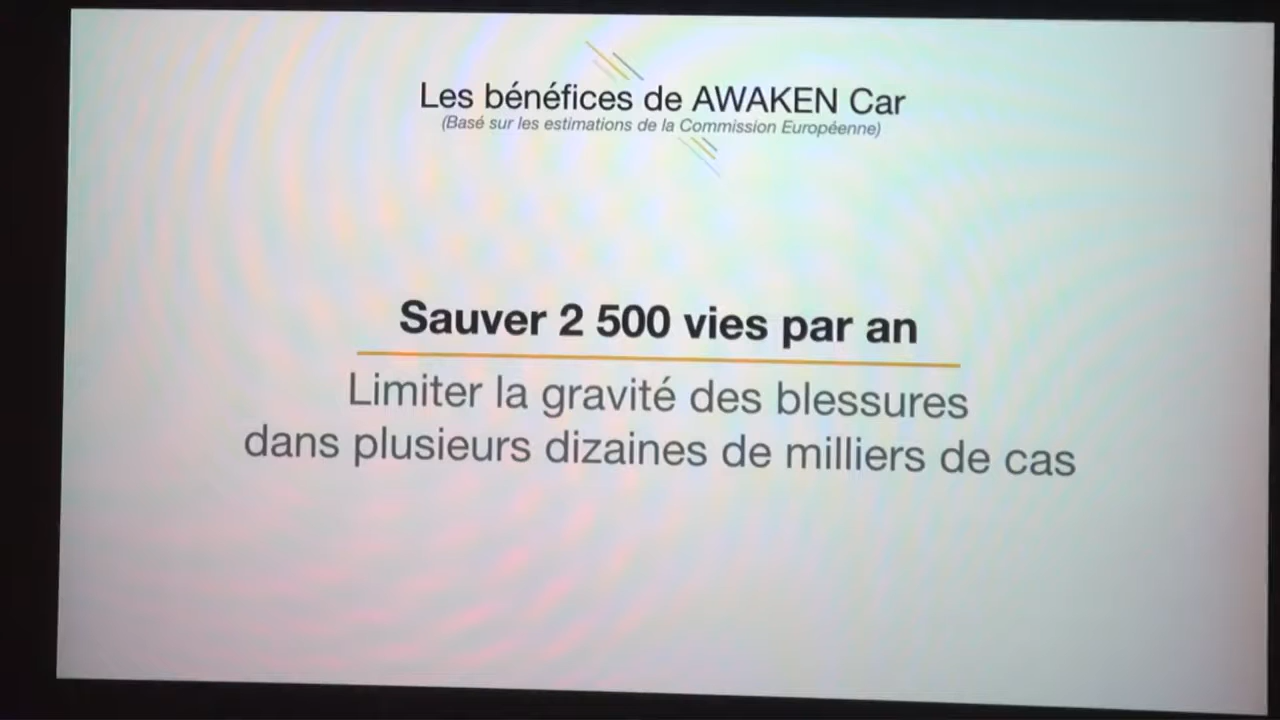 Les bénéfices de AWAKEN Car
(Basé sur les estimations de la Commission Européenne)
Sauver 2 500 vies par an
Limiter la gravité des blessures
dans plusieurs dizaines de milliers de cas